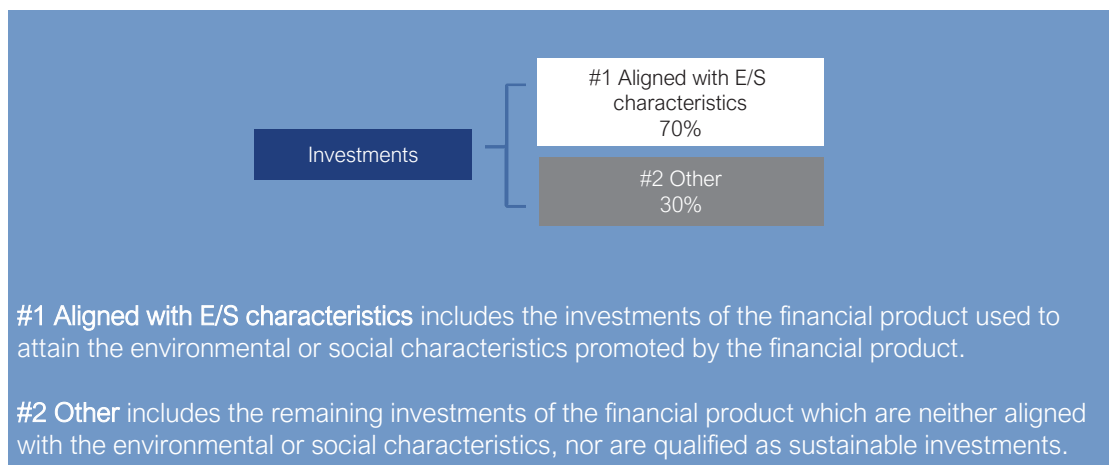 #1 Aligned with E/S
characteristics
70%
Investments
#2 Other
30%
#1 Aligned with E/S characteristics includes the investments of the financial product used to
attain the environmental or social characteristics promoted by the financial product.
#2 Other includes the remaining investments of the financial product which are neither aligned
with the environmental or social characteristics, nor are qualified as sustainable investments.